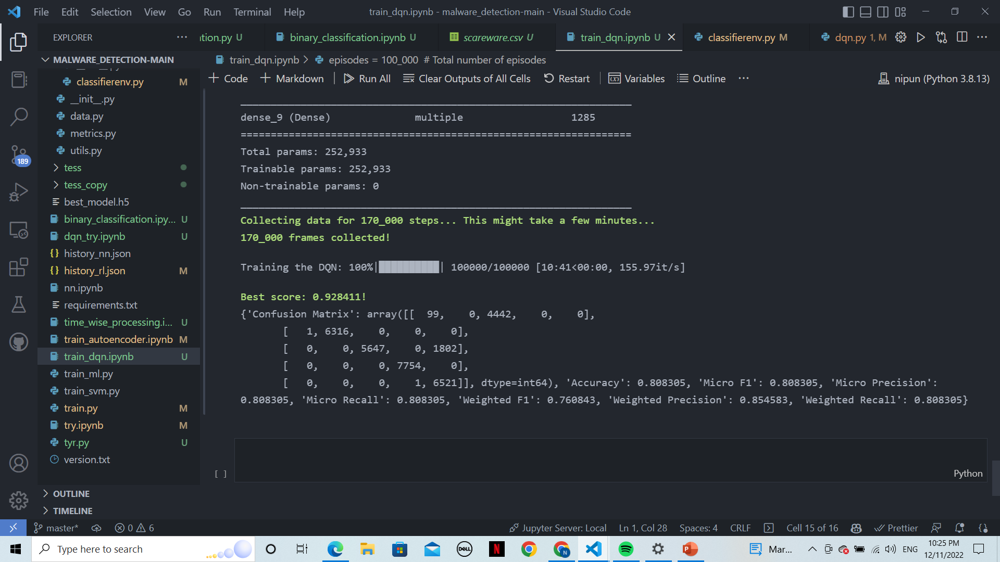 File Edit Selection View Go Run Terminal Help
train_dqn.ipynb - malware_detection-main - Visual Studio Code
EXPLORER
ation.py U
binary_classification.ipynb U
scareware.csv U
train_dqn.ipynb U
classifierenv.py M
dqn.py 1, M
MALWARE_DETECTION-MAIN
train_dqn.ipynb > episodes = 100_000 # Total number of episodes
Code Markdown Run All Clear Outputs of All Cells Restart Variables Outline
nipun (Python 3.8.13)
classifierenv.py M
__init__.py
data.py
metrics.py
utils.py
tess
tess_copy
best_model.h5
binary_classification.ipy... U
dqn_try.ipynb U
history_nn.json
history_rl.json M
nn.ipynb
requirements.txt
time_wise_processing.i... U
train_autoencoder.ipynb M
train_dqn.ipynb U
train_ml.py
train_svm.py
train.py M
try.ipynb M
tyr.py U
version.txt
OUTLINE
TIMELINE
189
_________________________________________________________________
dense_9 (Dense) multiple 1285
=================================================================
Total params: 252,933
Trainable params: 252,933
Non-trainable params: 0
_________________________________________________________________
Collecting data for 170_000 steps... This might take a few minutes...
170_000 frames collected!
Training the DQN: 100%|██████████| 100000/100000 [10:41<00:00, 155.97it/s]
Best score: 0.928411!
{'Confusion Matrix': array([[ 99, 0, 4442, 0, 0],
[ 1, 6316, 0, 0, 0],
[ 0, 0, 5647, 0, 1802],
[ 0, 0, 0, 7754, 0],
[ 0, 0, 0, 1, 6521]], dtype=int64), 'Accuracy': 0.808305, 'Micro F1': 0.808305, 'Micro Precision':
0.808305, 'Micro Recall': 0.808305, 'Weighted F1': 0.760843, 'Weighted Precision': 0.854583, 'Weighted Recall': 0.808305}
[ ]
Python
master* 0 6
Jupyter Server: Local Ln 1, Col 28 Spaces: 4 CRLF Cell 15 of 16 Prettier
Type here to search
DELL
N
N
P
Mar...
ENG
10:25 PM
12/11/2022